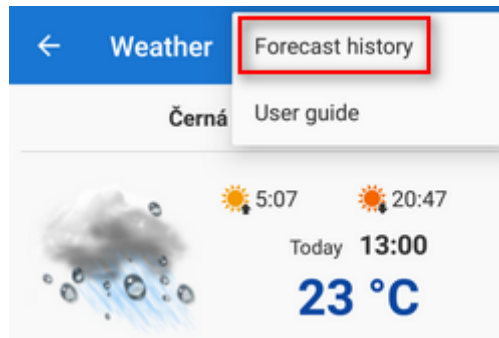 Weather
Forecast history
User guide
Černá
5:07 20:47
Today 13:00
23 °C